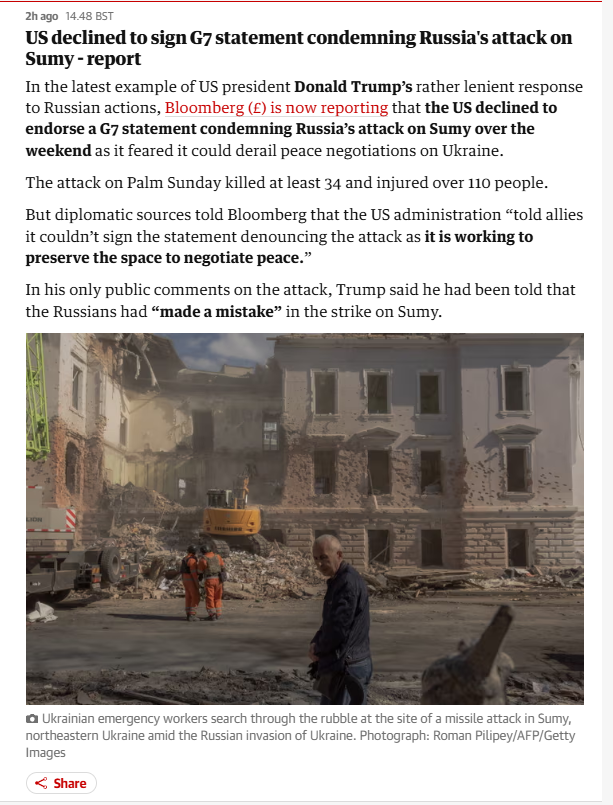 2h ago 14.48 BST
US declined to sign G7 statement condemning Russia's attack on
Sumy - report
In the latest example of US president Donald Trump's rather lenient response
to Russian actions, Bloomberg (£) is now reporting that the US declined to
endorse a G7 statement condemning Russia's attack on Sumy over the
weekend as it feared it could derail peace negotiations on Ukraine.
The attack on Palm Sunday killed at least 34 and injured over 110 people.
But diplomatic sources told Bloomberg that the US administration “told allies
it couldn't sign the statement denouncing the attack as it is working to
preserve the space to negotiate peace.”
In his only public comments on the attack, Trump said he had been told that
the Russians had “made a mistake” in the strike on Sumy.
LION
Ukrainian emergency workers search through the rubble at the site of a missile attack in Sumy,
northeastern Ukraine amid the Russian invasion of Ukraine. Photograph: Roman Pilipey/AFP/Getty
Images
Share